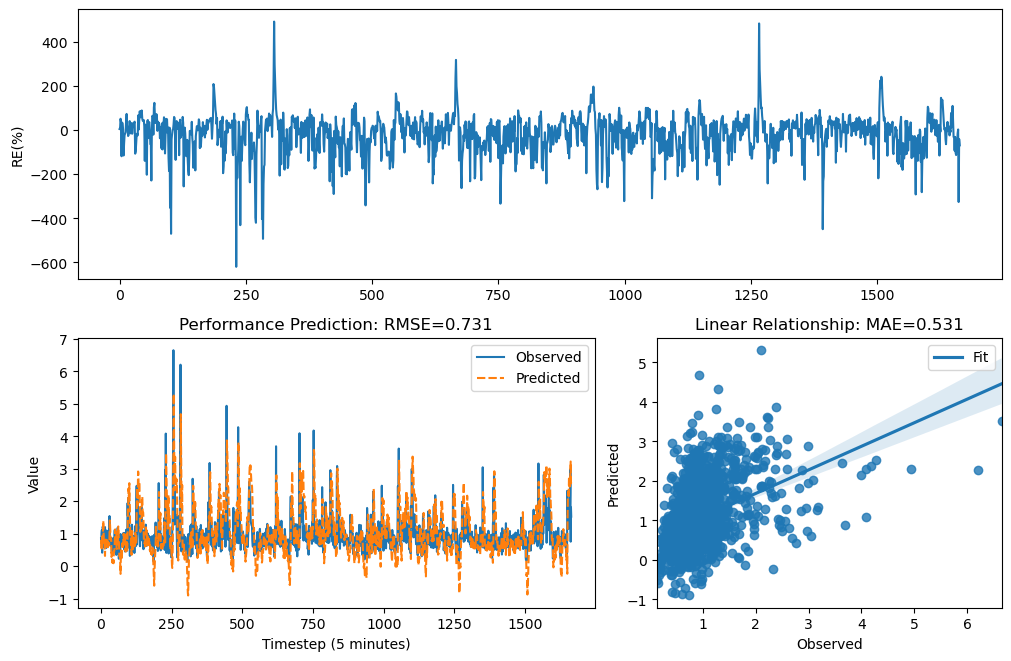 RE(%)
400
200
0
−200
−400
−600
0 250 500 750 1000 1250 1500
Performance Prediction: RMSE=0.731
Value
7
6
5
4
3
2
1
0
−1
Observed
Predicted
0 250 500 750 1000 1250 1500
Timestep (5 minutes)
Linear Relationship: MAE=0.531
Predicted
5
4
3
2
1
0
−1
Fit
1 2 3 4 5 6
Observed